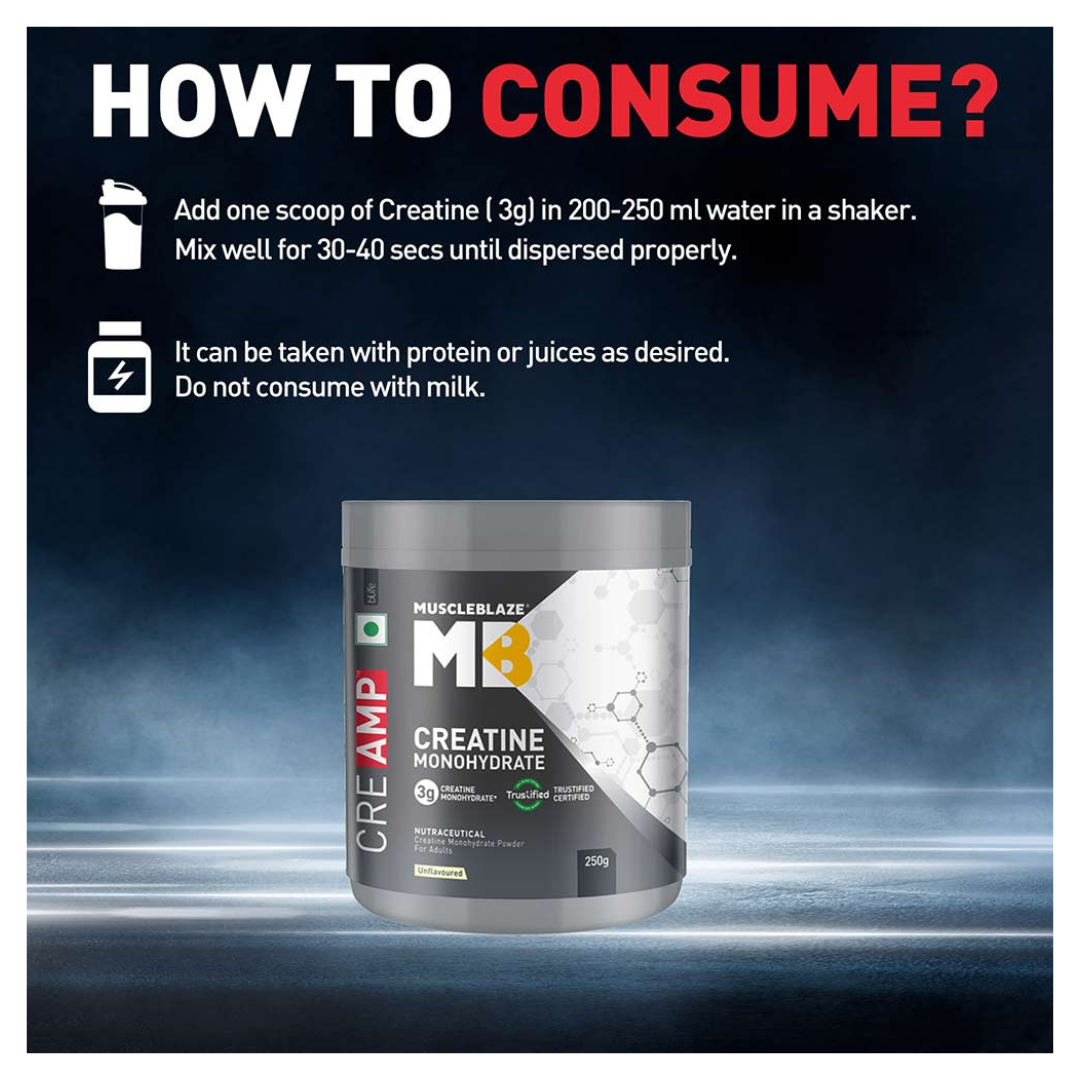 HOW TO CONSUME?
Add one scoop of Creatine ( 3g) in 200-250 ml water in a shaker.
Mix well for 30-40 secs until dispersed properly.
It can be taken with protein or juices as desired.
Do not consume with milk.
bLife
CRE AMP™
MUSCLEBLAZE®
MB
CREATINE
MONOHYDRATE
3g CREATINE
MONOHYDRATE*
Trustified
TRUSTIFIED
CERTIFIED
NUTRACEUTICAL
Creatine Monohydrate Powder
For Adults
Unflavoured
250g